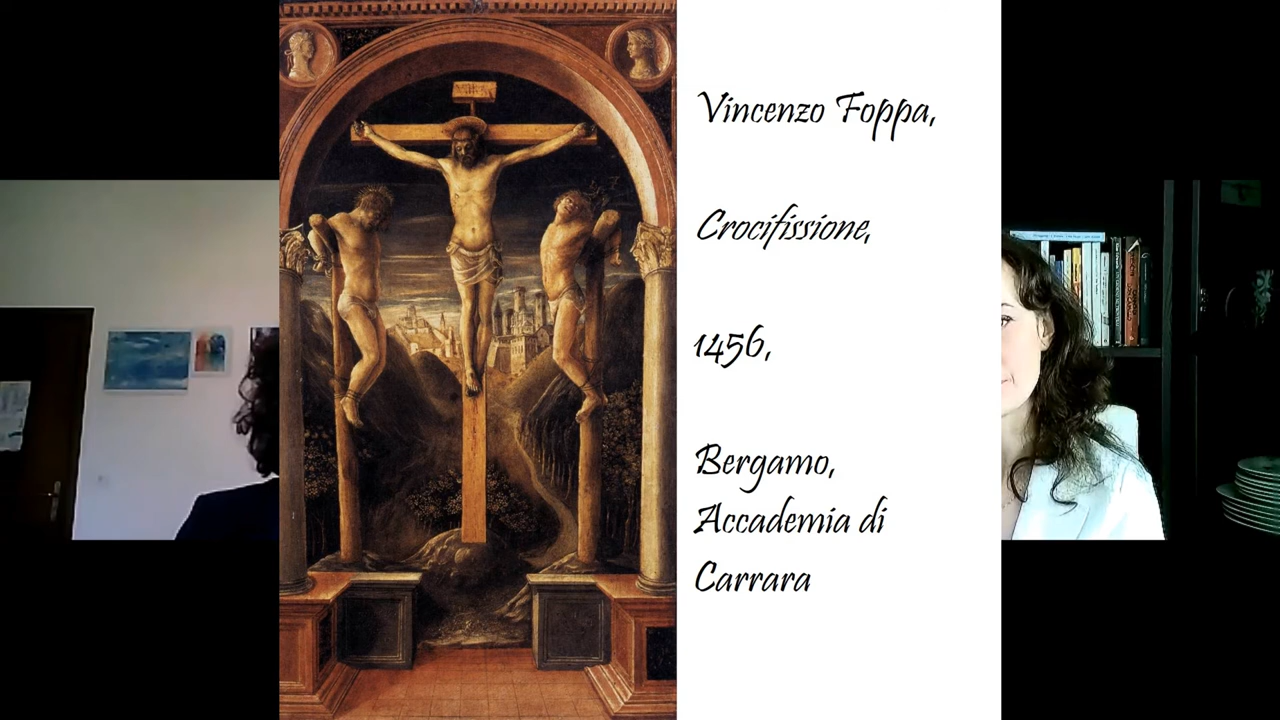 Vincenzo Foppa,
Crocifissione,
1456,
Bergamo,
Accademia di
Carrara